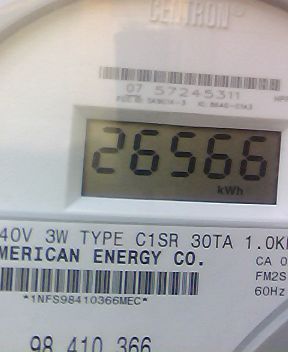 CENTRON
07 57245311
26566
kWh
40V 3W TYPE C1SR 30TA 1.0K
MERICAN ENERGY CO.
CA 0
FM2S
60Hz
*1NFS98410366MEC*
98 410 366